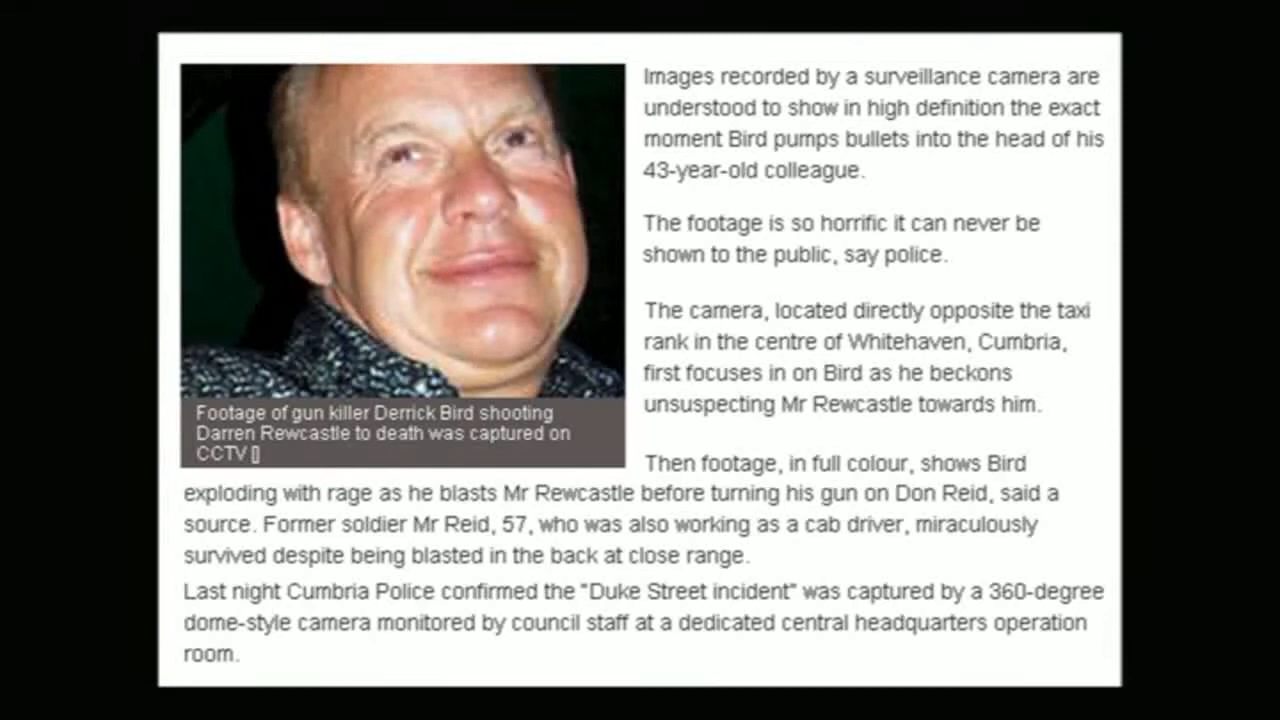 Images recorded by a surveillance camera are
understood to show in high definition the exact
moment Bird pumps bullets into the head of his
43-year-old colleague.
The footage is so horrific it can never be
shown to the public, say police.
The camera, located directly opposite the taxi
rank in the centre of Whitehaven, Cumbria,
first focuses in on Bird as he beckons
unsuspecting Mr Rewcastle towards him.
Footage of gun killer Derrick Bird shooting
Darren Rewcastle to death was captured on
CCTV []
Then footage, in full colour, shows Bird
exploding with rage as he blasts Mr Rewcastle before turning his gun on Don Reid, said a
source. Former soldier Mr Reid, 57, who was also working as a cab driver, miraculously
survived despite being blasted in the back at close range.
Last night Cumbria Police confirmed the "Duke Street incident" was captured by a 360-degree
dome-style camera monitored by council staff at a dedicated central headquarters operation
room.